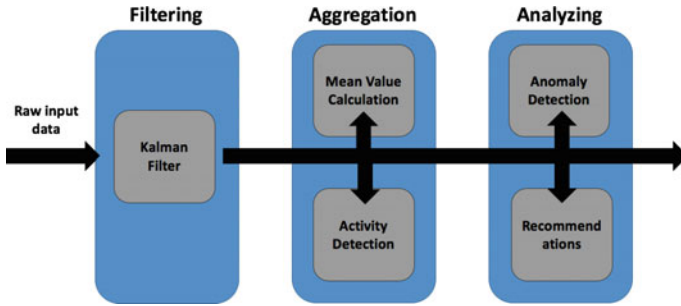 Filtering
Aggregation
Analyzing
Raw input
data
Kalman
Filter
Mean Value
Calculation
Activity
Detection
Anomaly
Detection
Recommend
ations